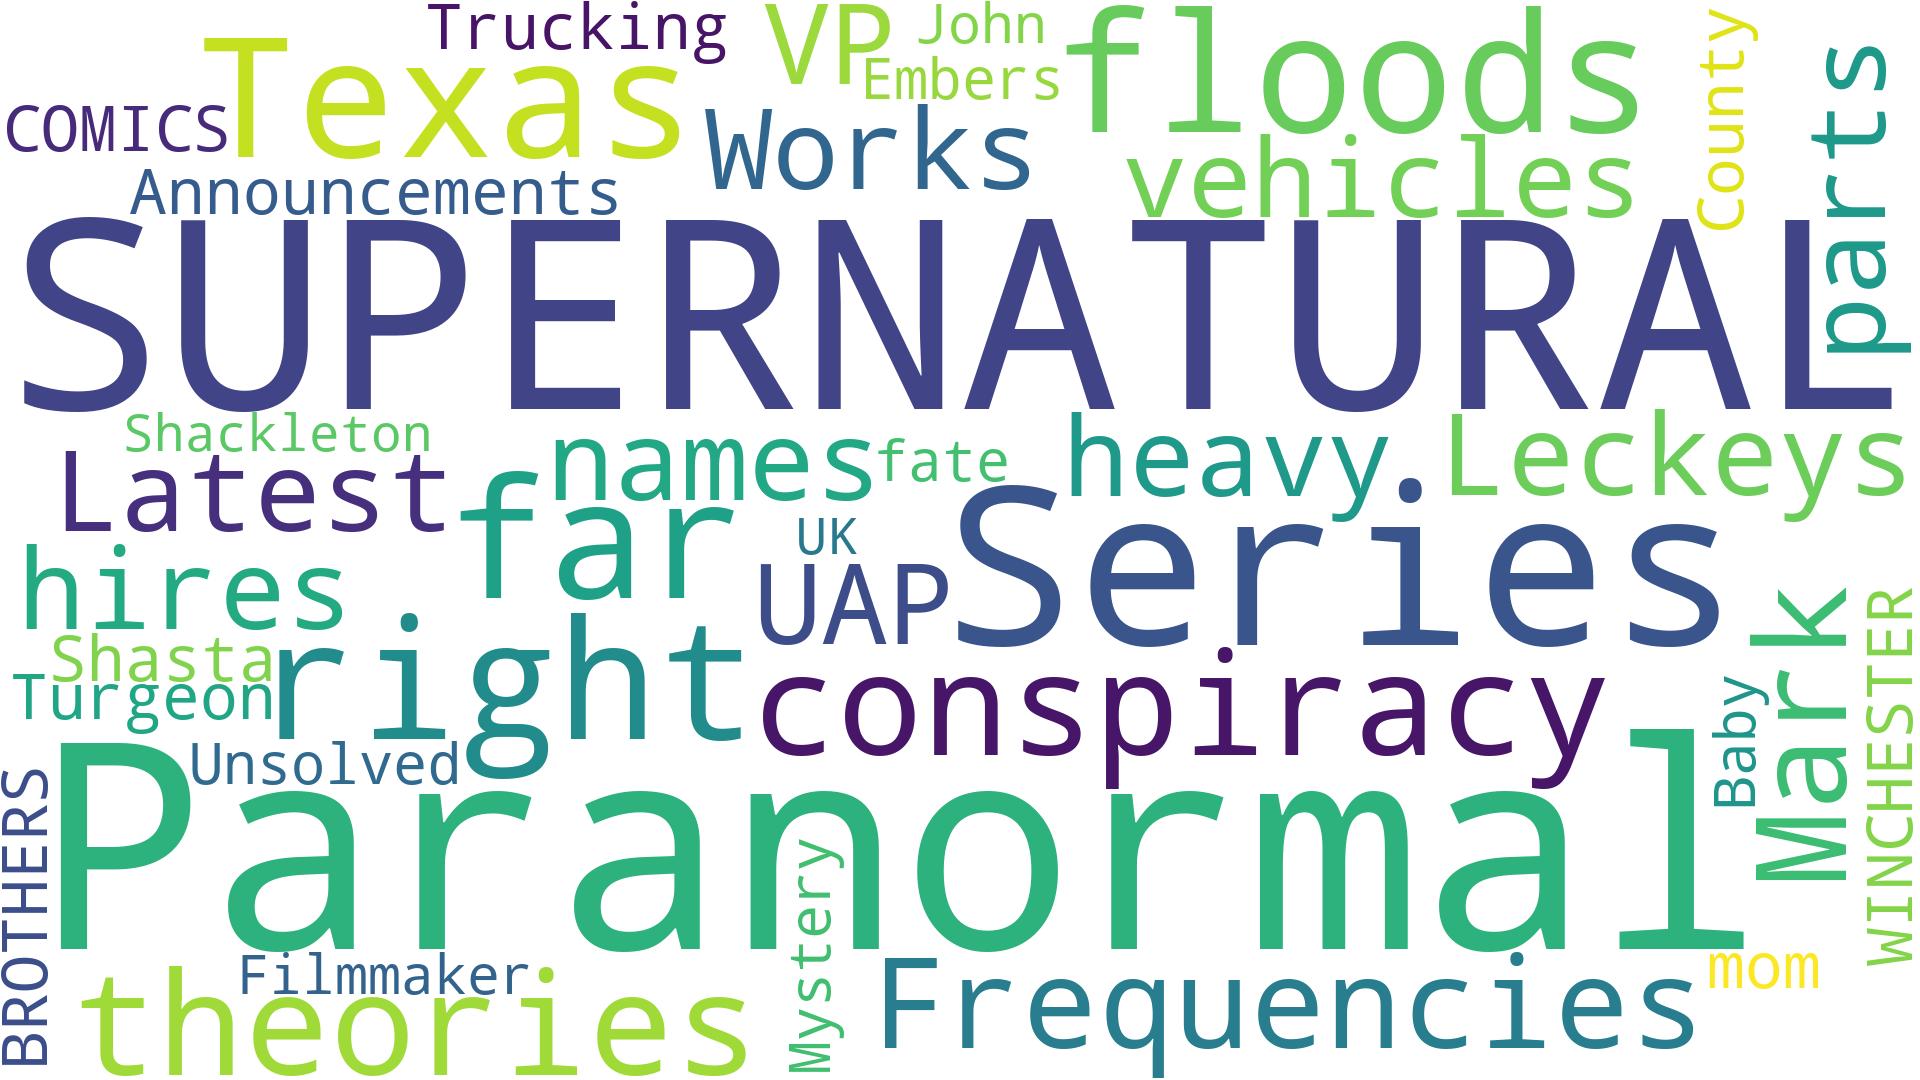 Trucking
VP
John
Embers
floods
County
parts
Texas
COMICS
Works
vehicles
Announcements
SUPERNATURAL
Shackleton
names
fate
heavy
Leckeys
Latest
far
UK
UAP
Series
hires
Shasta
Turgeon
right
conspiracy
Baby
Mark
WINCHESTER
Unsolved
Paranormal
BROTHERS
Mystery
Filmmaker
theories
Frequencies
mom